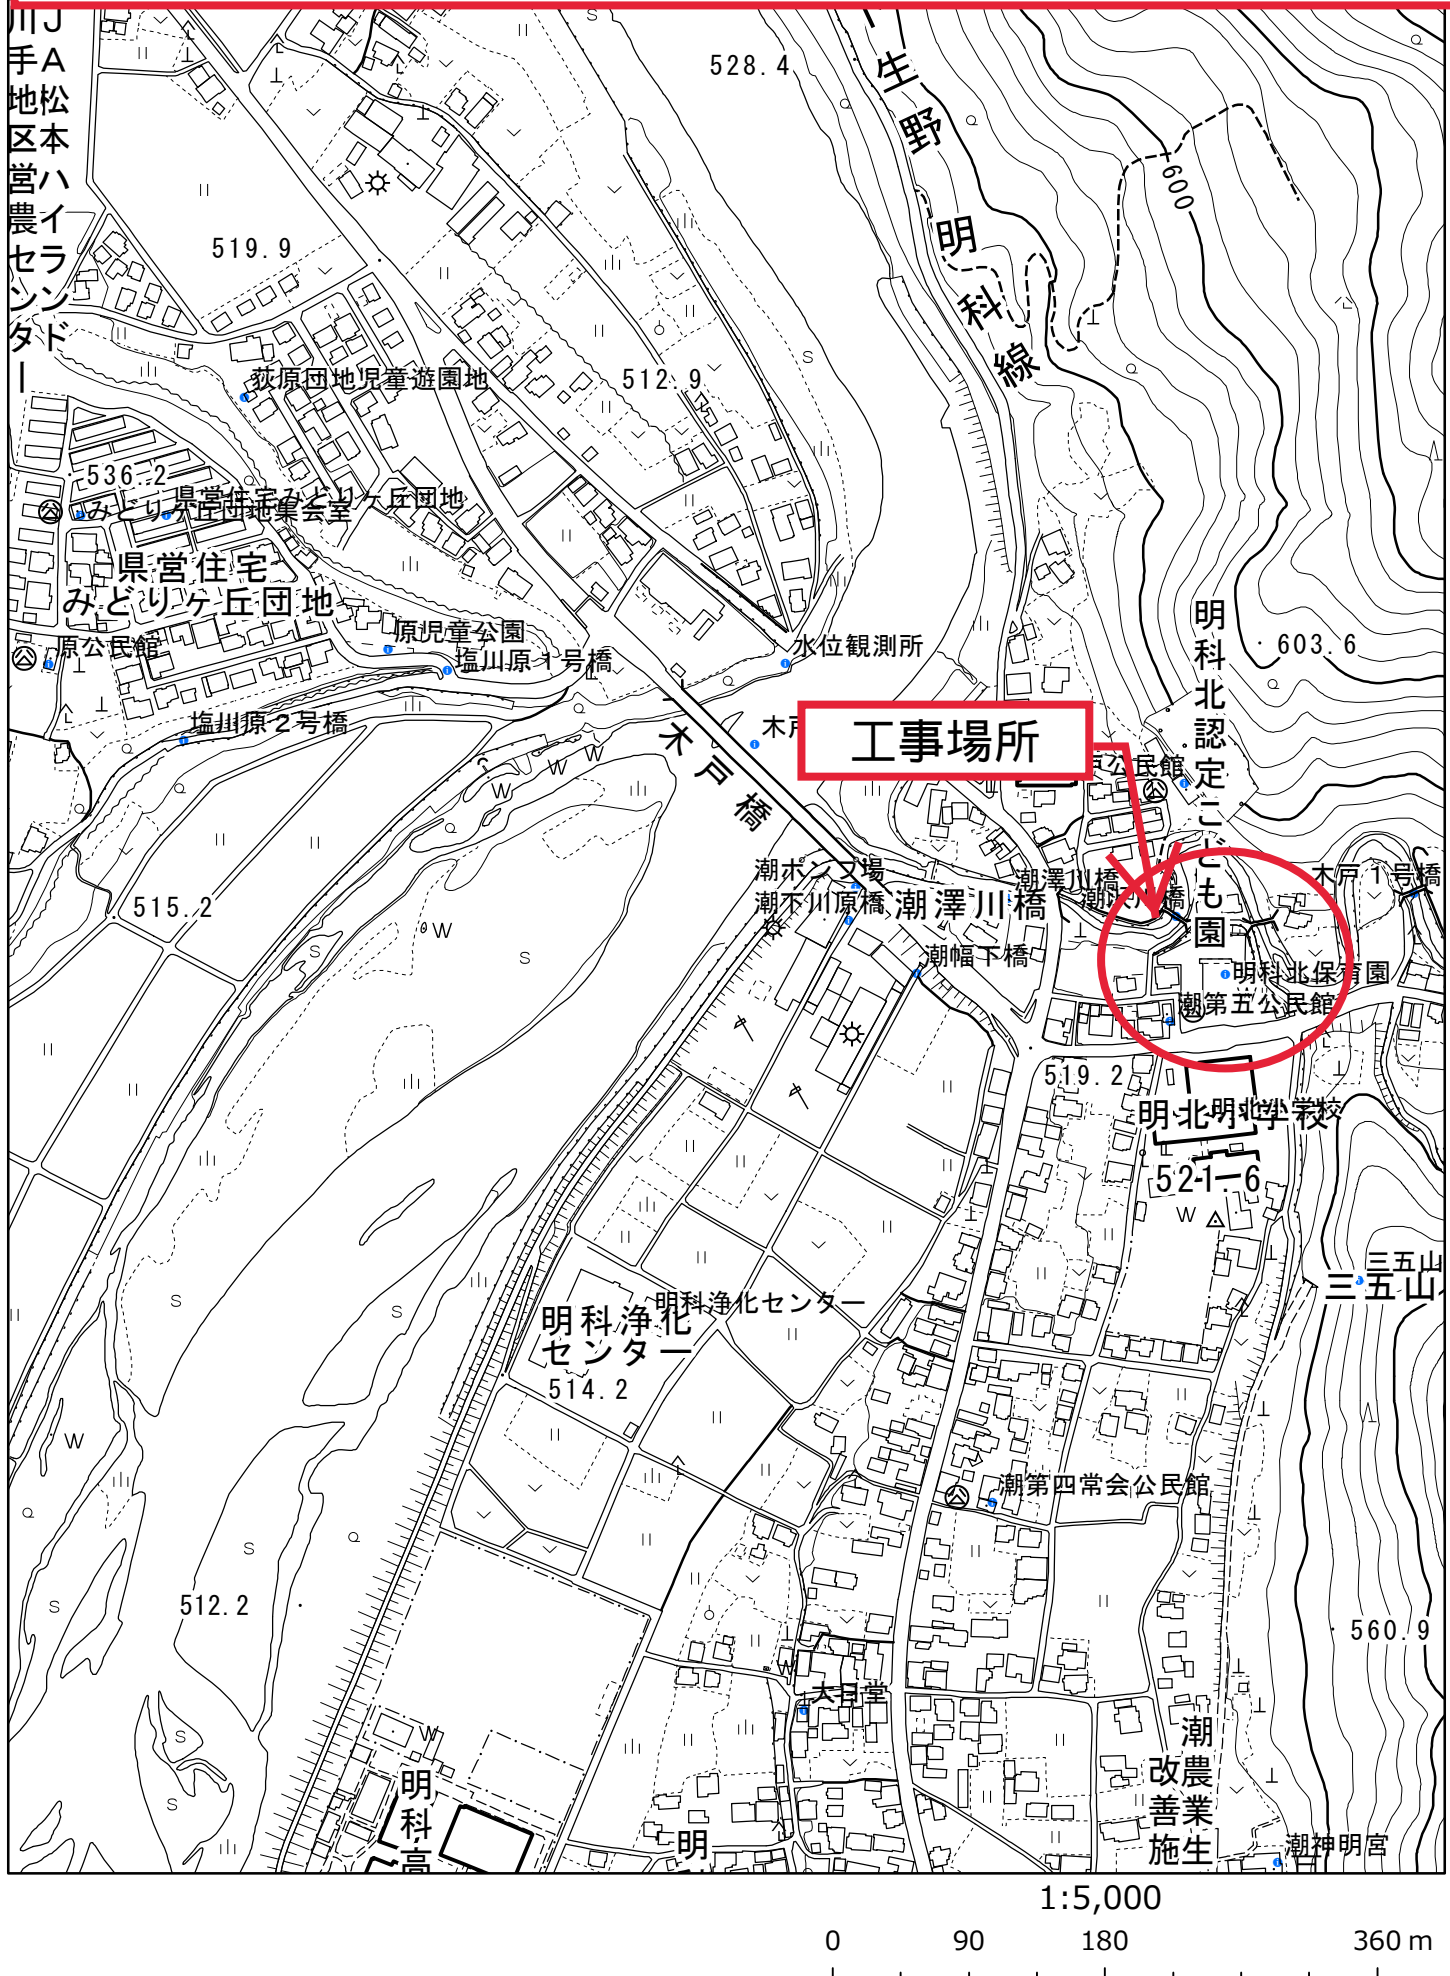 JA松本ハイランド
川手地区営農センター
528.4
生野
明科線
600
519.9
512.9
荻原団地児童遊園地
536.2
県営住宅みどりヶ丘団地
みどりヶ丘団地集会室
県営住宅
みどりヶ丘団地
原児童公園
原公民館
塩川原1号橋
水位観測所
603.6
明科北認定こども園
塩川原2号橋
木戸
工事場所
木戸橋
戸公民館
潮ポンプ場
潮澤川橋
木戸1号橋
潮下川原橋
潮澤川橋
515.2
潮幅下橋
明科北保育園
潮第五公民館
519.2
明北小学校
明北小学校
521.6
三五山
三五山
明科浄化センター
明科浄化
センター
514.2
潮第四常会公民館
512.2
560.9
大日堂
潮農業生
改善施
明科高
明
潮神明宮
1:5,000
0 90 180 360 m